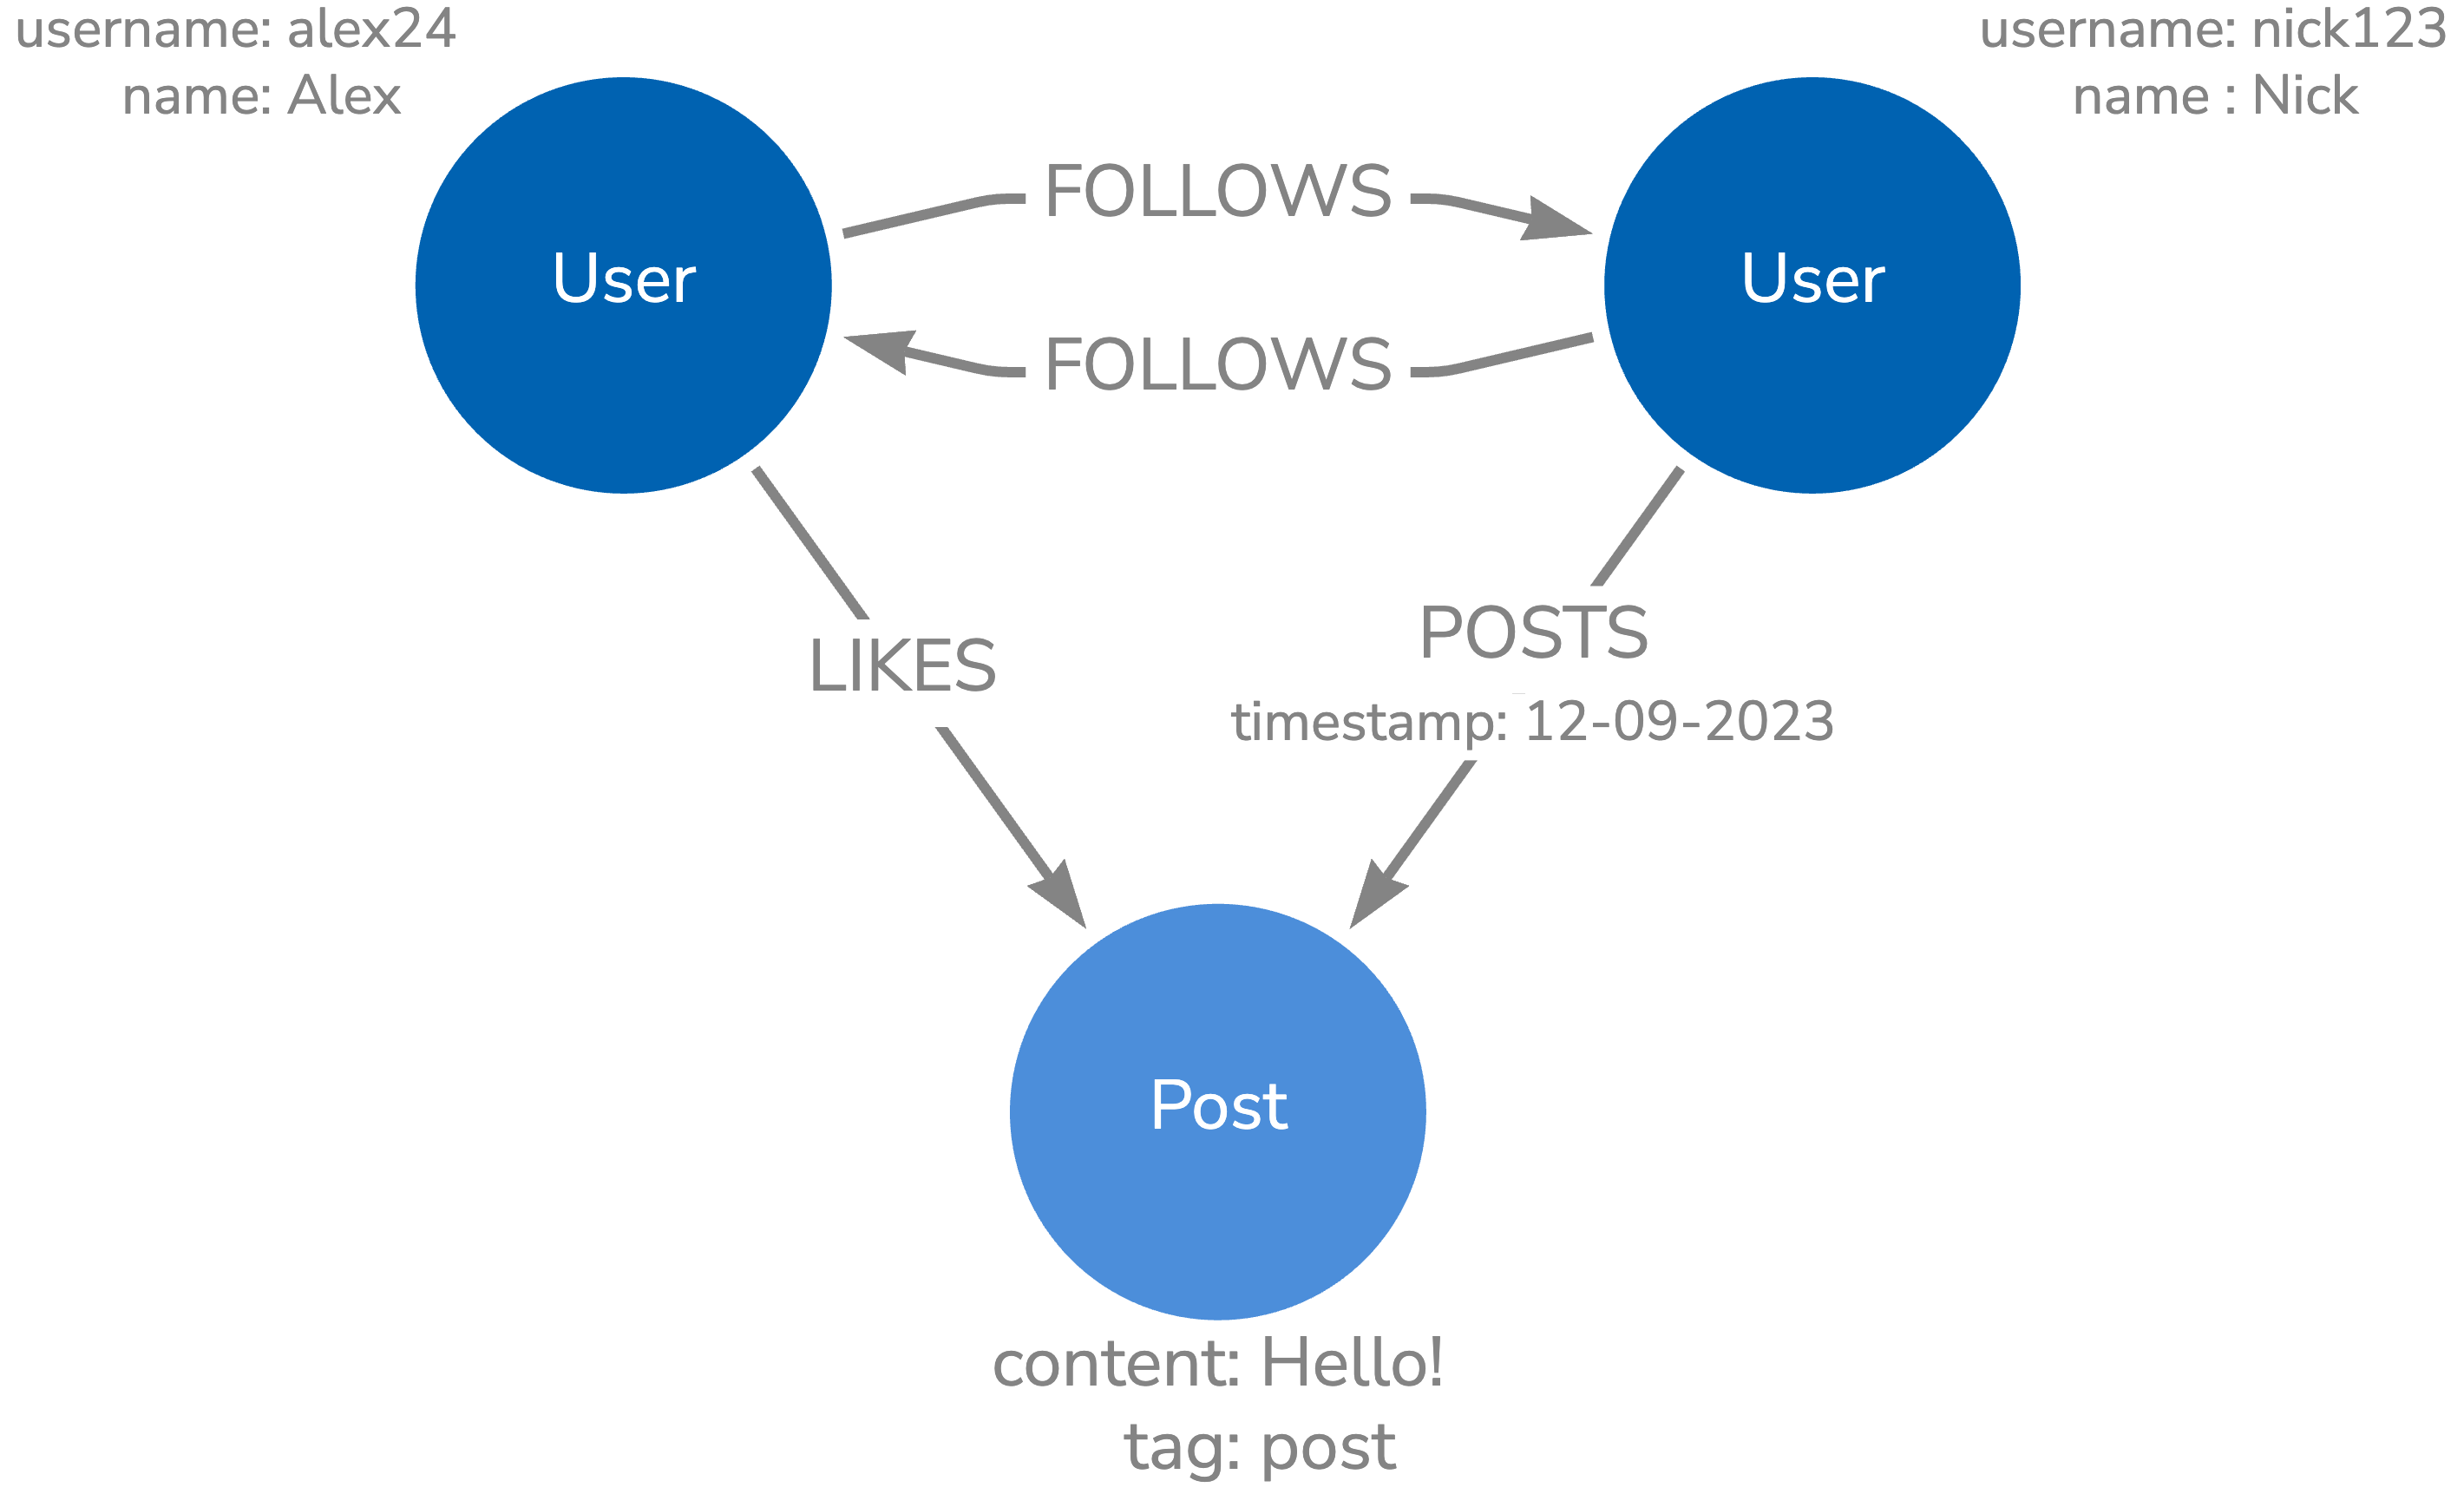 username: alex24
name: Alex
username: nick123
name : Nick
FOLLOWS
User
User
FOLLOWS
LIKES
POSTS
timestamp: 12-09-2023
Post
content: Hello!
tag: post